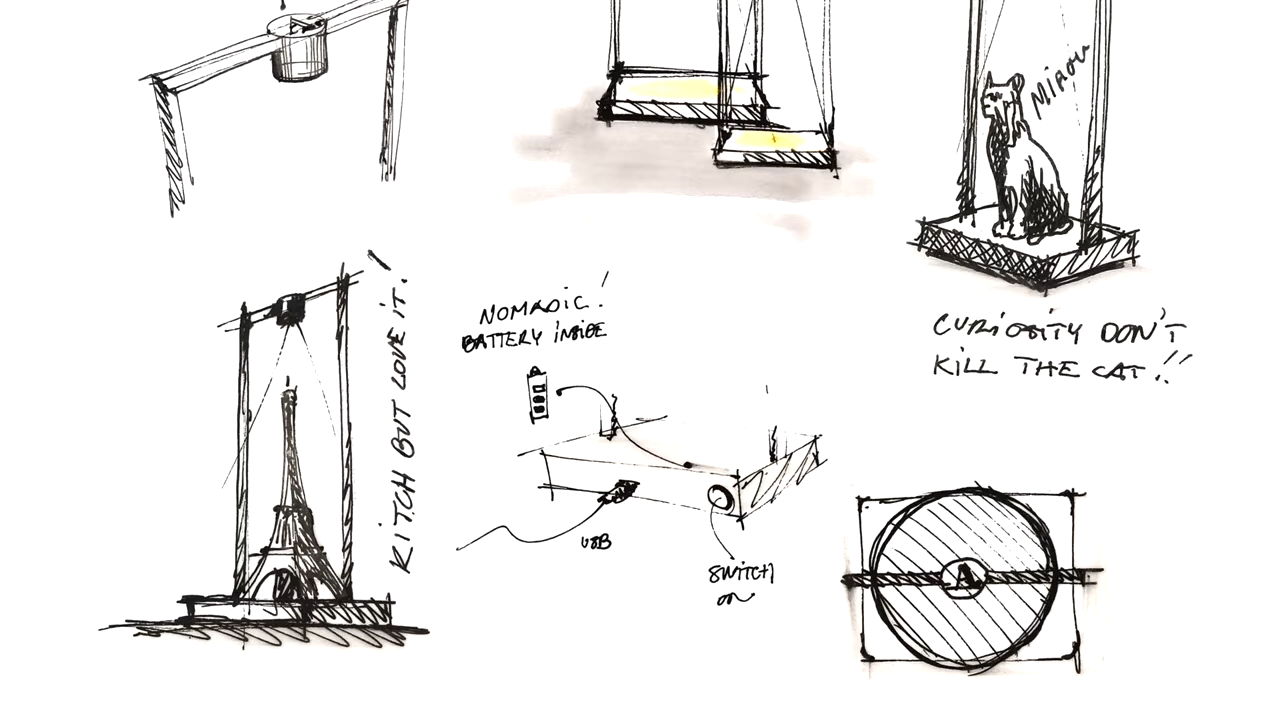 MIAOU
CURIOSITY DON'T
KILL THE CAT!!
KITCH BUT LOVE IT!
NOMADIC!
BATTERY INSIDE
USB
SWITCH
ON
A